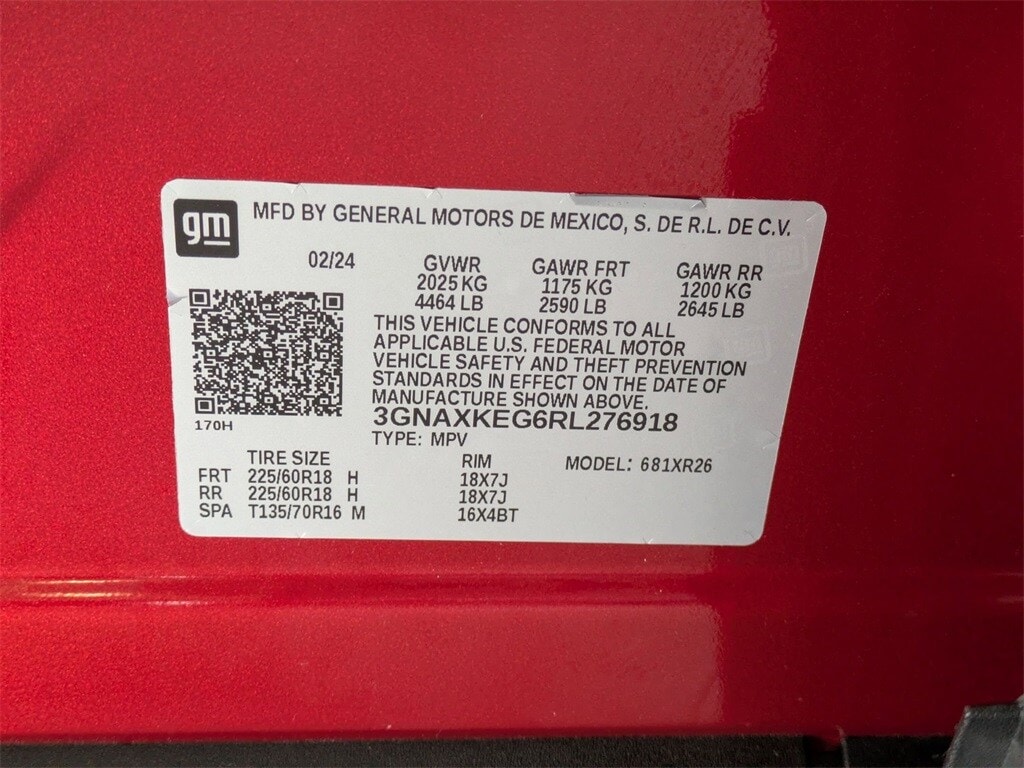 gm MFD BY GENERAL MOTORS DE MEXICO, S. DE R.L. DE C.V.
02/24 GVWR GAWR FRT GAWR RR
2025 KG 1175 KG 1200 KG
4464 LB 2590 LB 2645 LB
THIS VEHICLE CONFORMS TO ALL
APPLICABLE U.S. FEDERAL MOTOR
VEHICLE SAFETY AND THEFT PREVENTION
STANDARDS IN EFFECT ON THE DATE OF
MANUFACTURE SHOWN ABOVE.
170H 3GNAXKEG6RL276918
TYPE: MPV
TIRE SIZE RIM MODEL: 681XR26
FRT 225/60R18 H 18X7J
RR 225/60R18 H 18X7J
SPA T135/70R16 M 16X4BT